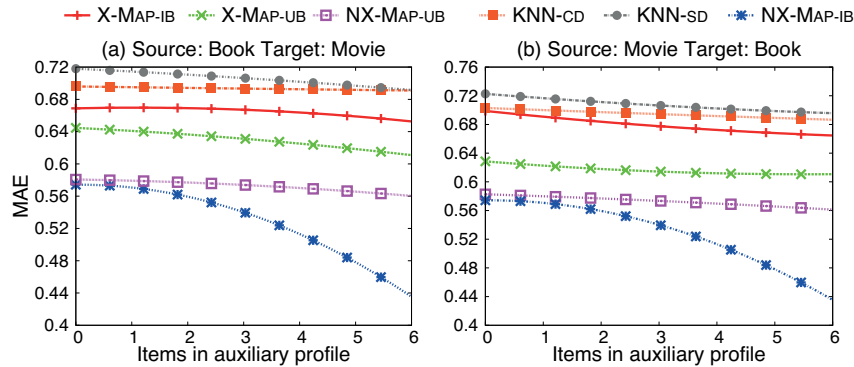 X-MAP-IB X-MAP-UB NX-MAP-UB KNN-CD KNN-SD NX-MAP-IB
(a) Source: Book Target: Movie
(b) Source: Movie Target: Book
MAE
0.72
0.68
0.64
0.6
0.56
0.52
0.48
0.44
0.4
0 1 2 3 4 5 6
Items in auxiliary profile
0.76
0.72
0.68
0.64
0.6
0.56
0.52
0.48
0.44
0.4
0 1 2 3 4 5 6
Items in auxiliary profile